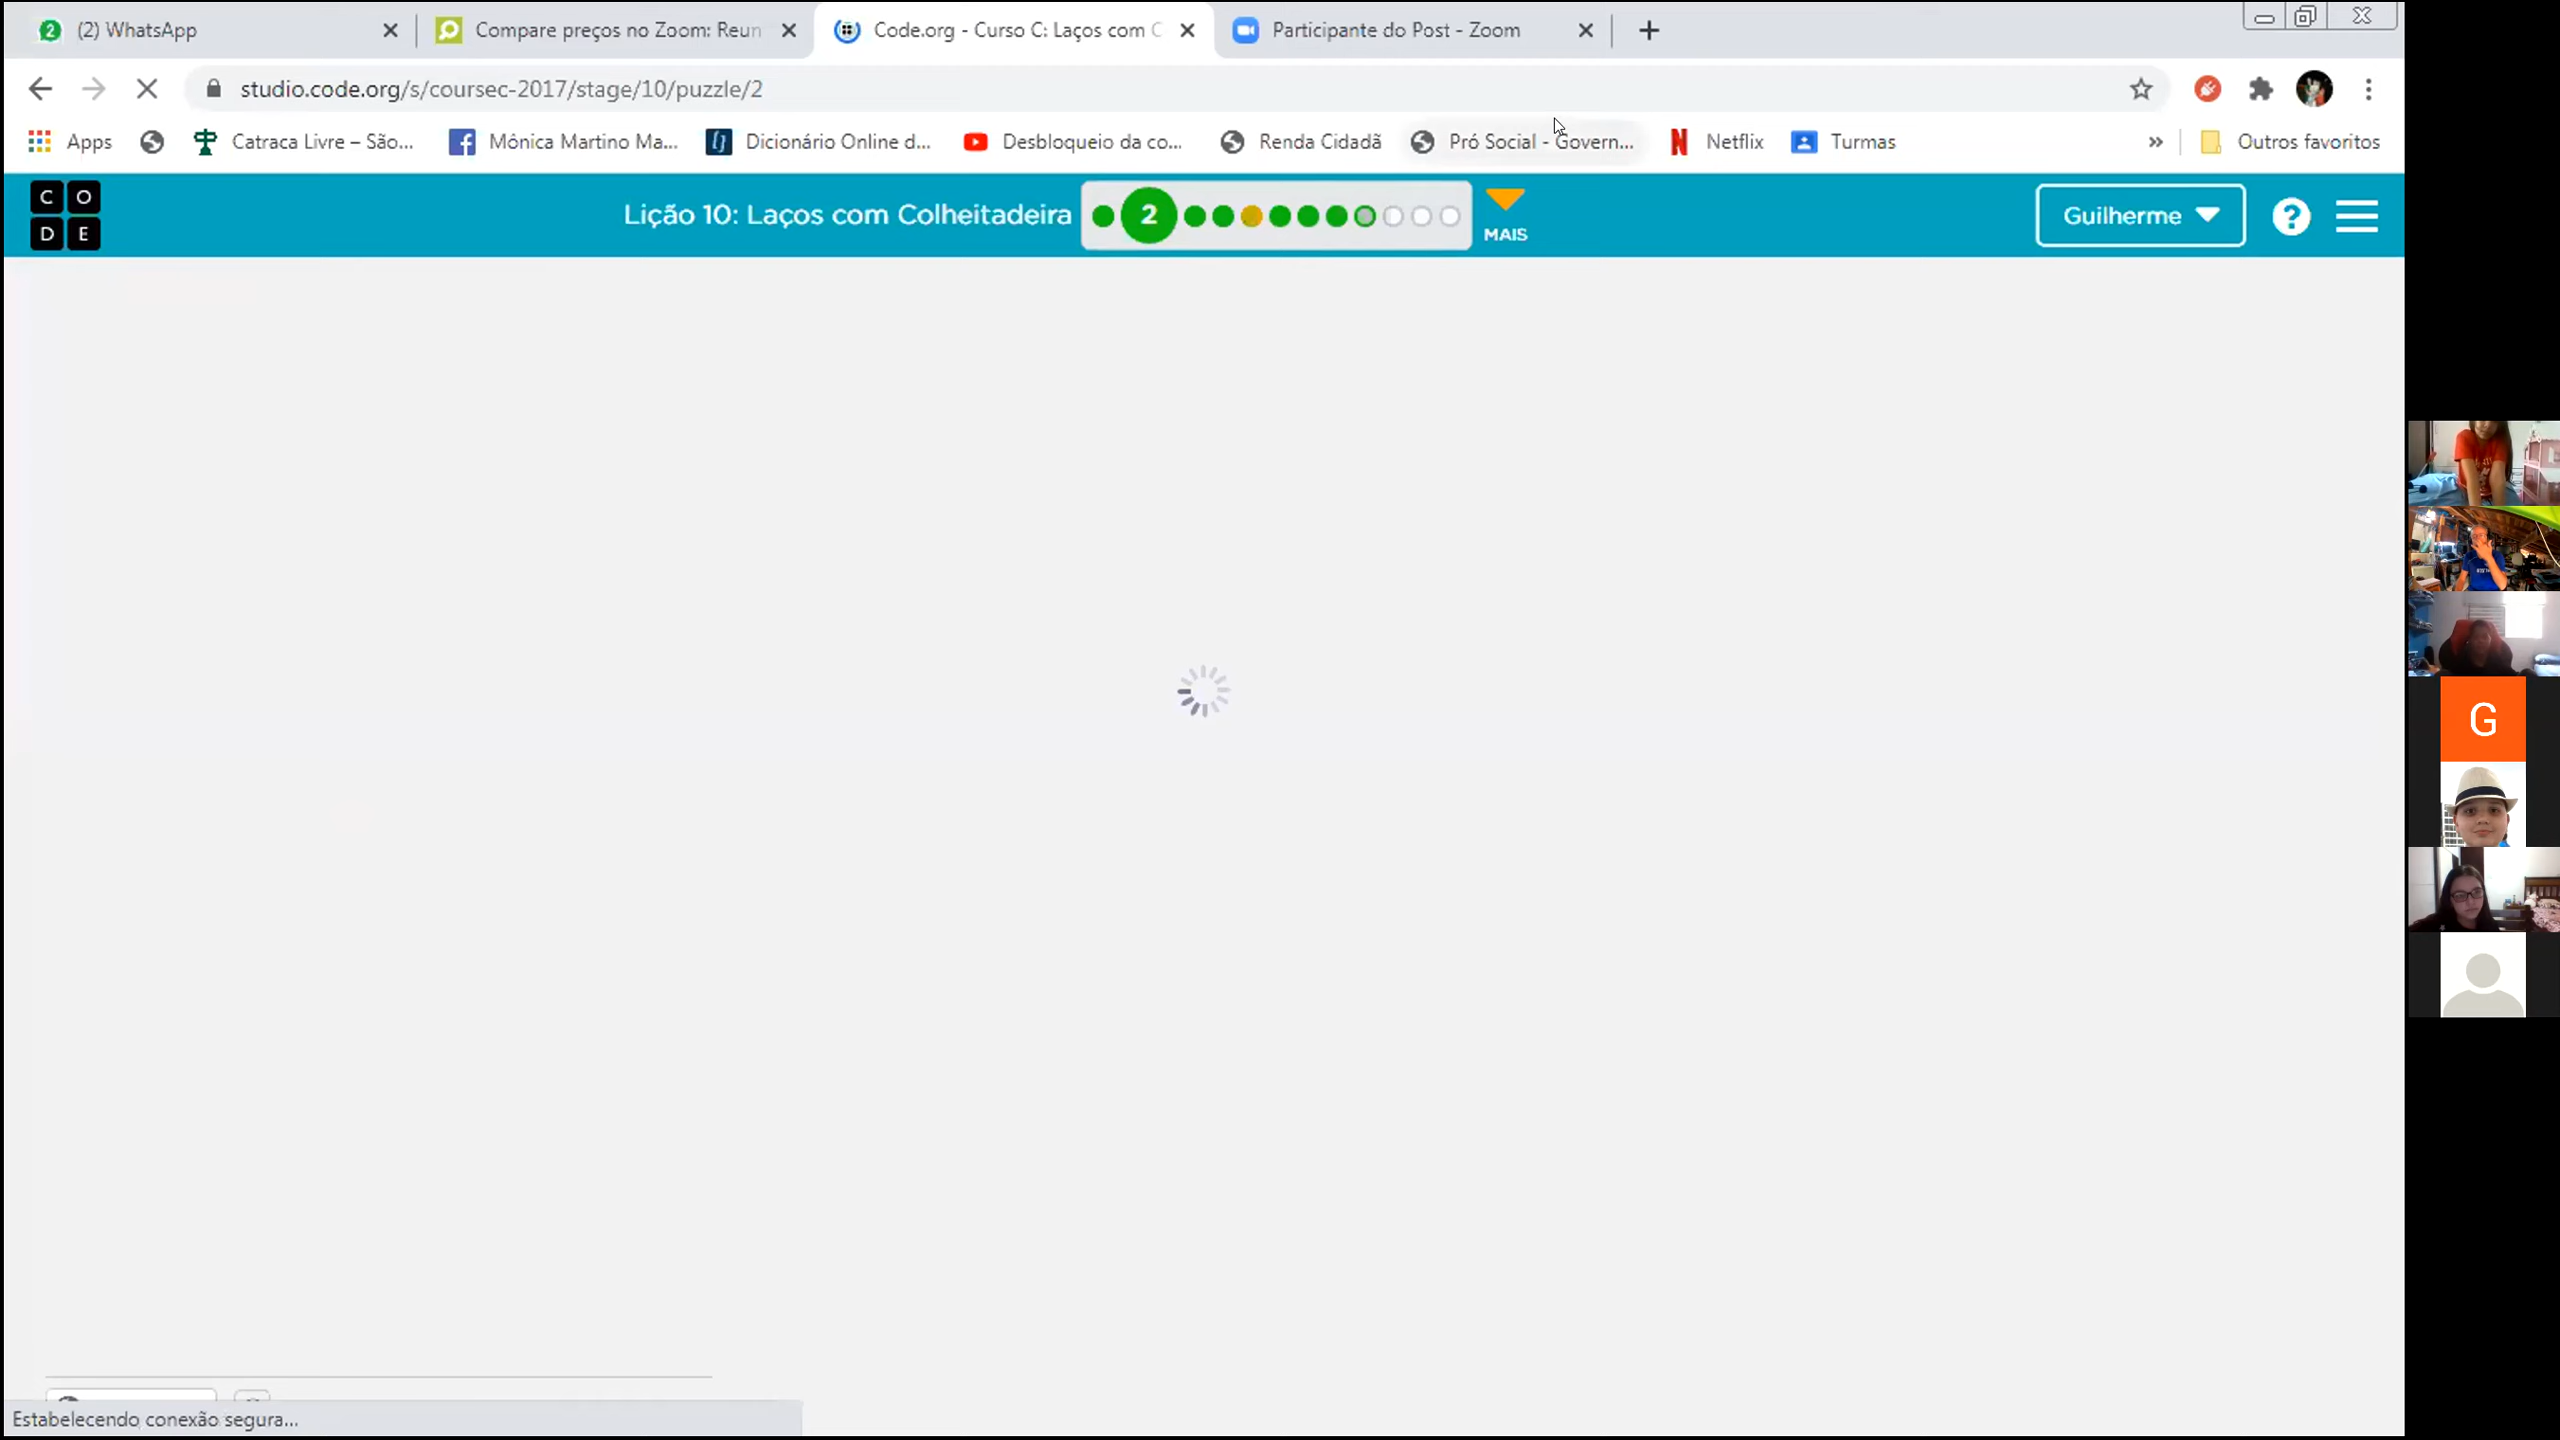 2 (2) WhatsApp
Compare preços no Zoom: Reun
Code.org - Curso C: Laços com C
Participante do Post - Zoom
studio.code.org/s/coursec-2017/stage/10/puzzle/2
Apps
Catraca Livre – São...
Mônica Martino Ma...
Dicionário Online d...
Desbloqueio da co...
Renda Cidadã
Pró Social - Govern...
Netflix
Turmas
»
Outros favoritos
C O
D E
Lição 10: Laços com Colheitadeira
2
MAIS
Guilherme
?
G
Estabelecendo conexão segura...